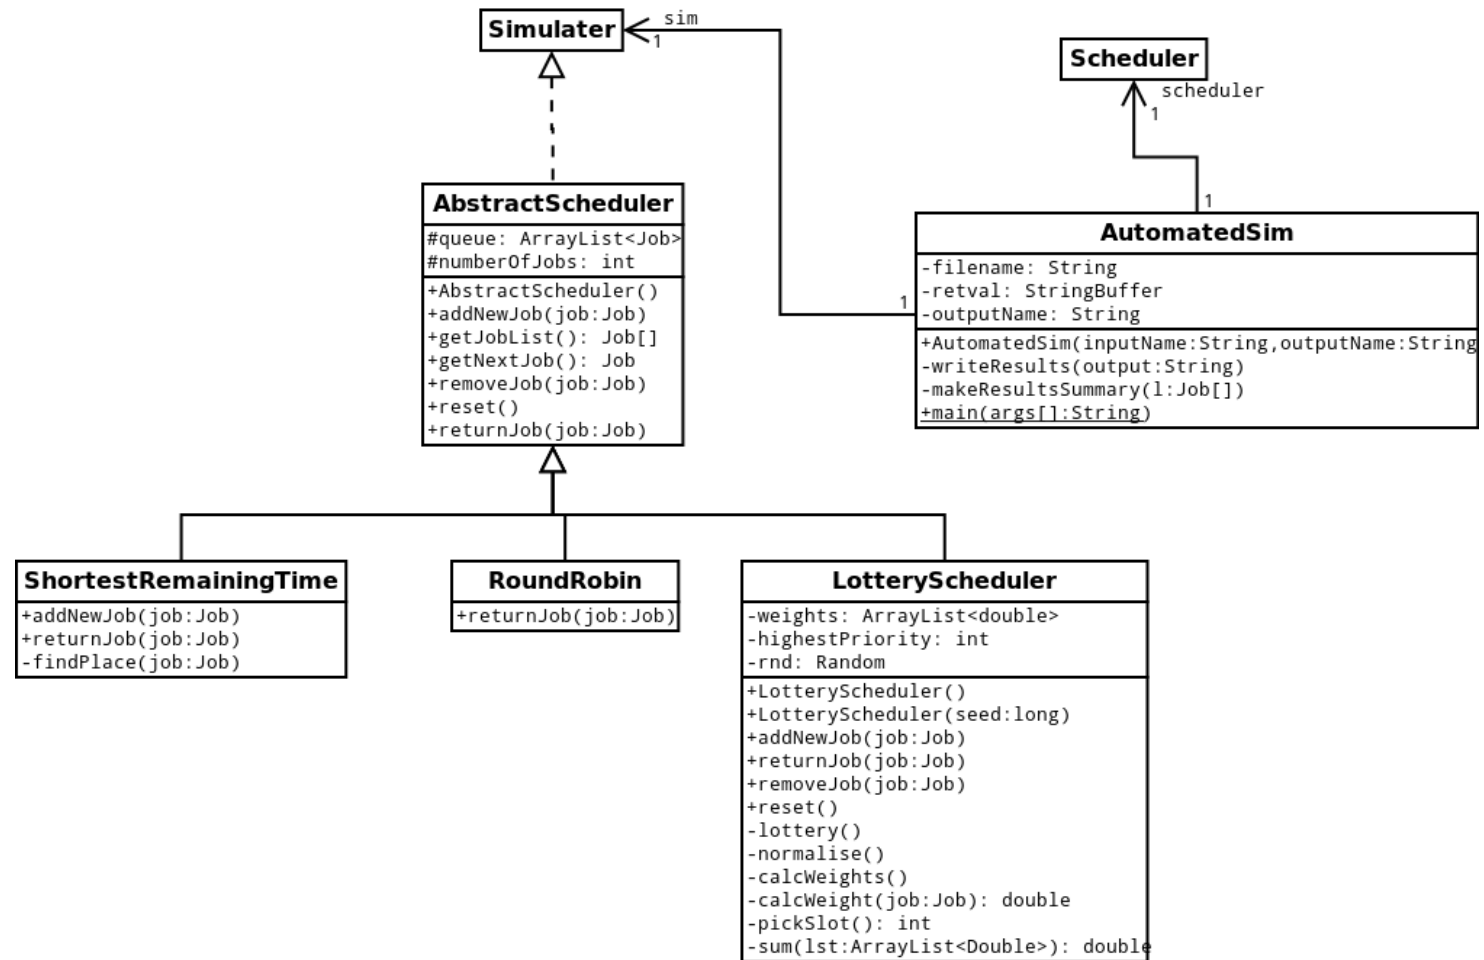 Simulater
sim
1
Scheduler
scheduler
1
1
AbstractScheduler
#queue: ArrayList<Job>
#numberOfJobs: int
+AbstractScheduler()
+addNewJob(job:Job)
+getJobList(): Job[]
+getNextJob(): Job
+removeJob(job:Job)
+reset()
+returnJob(job:Job)
1
AutomatedSim
-filename: String
-retval: StringBuffer
-outputName: String
+AutomatedSim(inputName:String,outputName:String
-writeResults(output:String)
-makeResultsSummary(l:Job[])
+main(args[]:String)
ShortestRemainingTime
+addNewJob(job:Job)
+returnJob(job:Job)
-findPlace(job:Job)
RoundRobin
+returnJob(job:Job)
LotteryScheduler
-weights: ArrayList<double>
-highestPriority: int
-rnd: Random
+LotteryScheduler()
+LotteryScheduler(seed:long)
+addNewJob(job:Job)
+returnJob(job:Job)
+removeJob(job:Job)
+reset()
-lottery()
-normalise()
-calcWeights()
-calcWeight(job:Job): double
-pickSlot(): int
-sum(lst:ArrayList<Double>): double